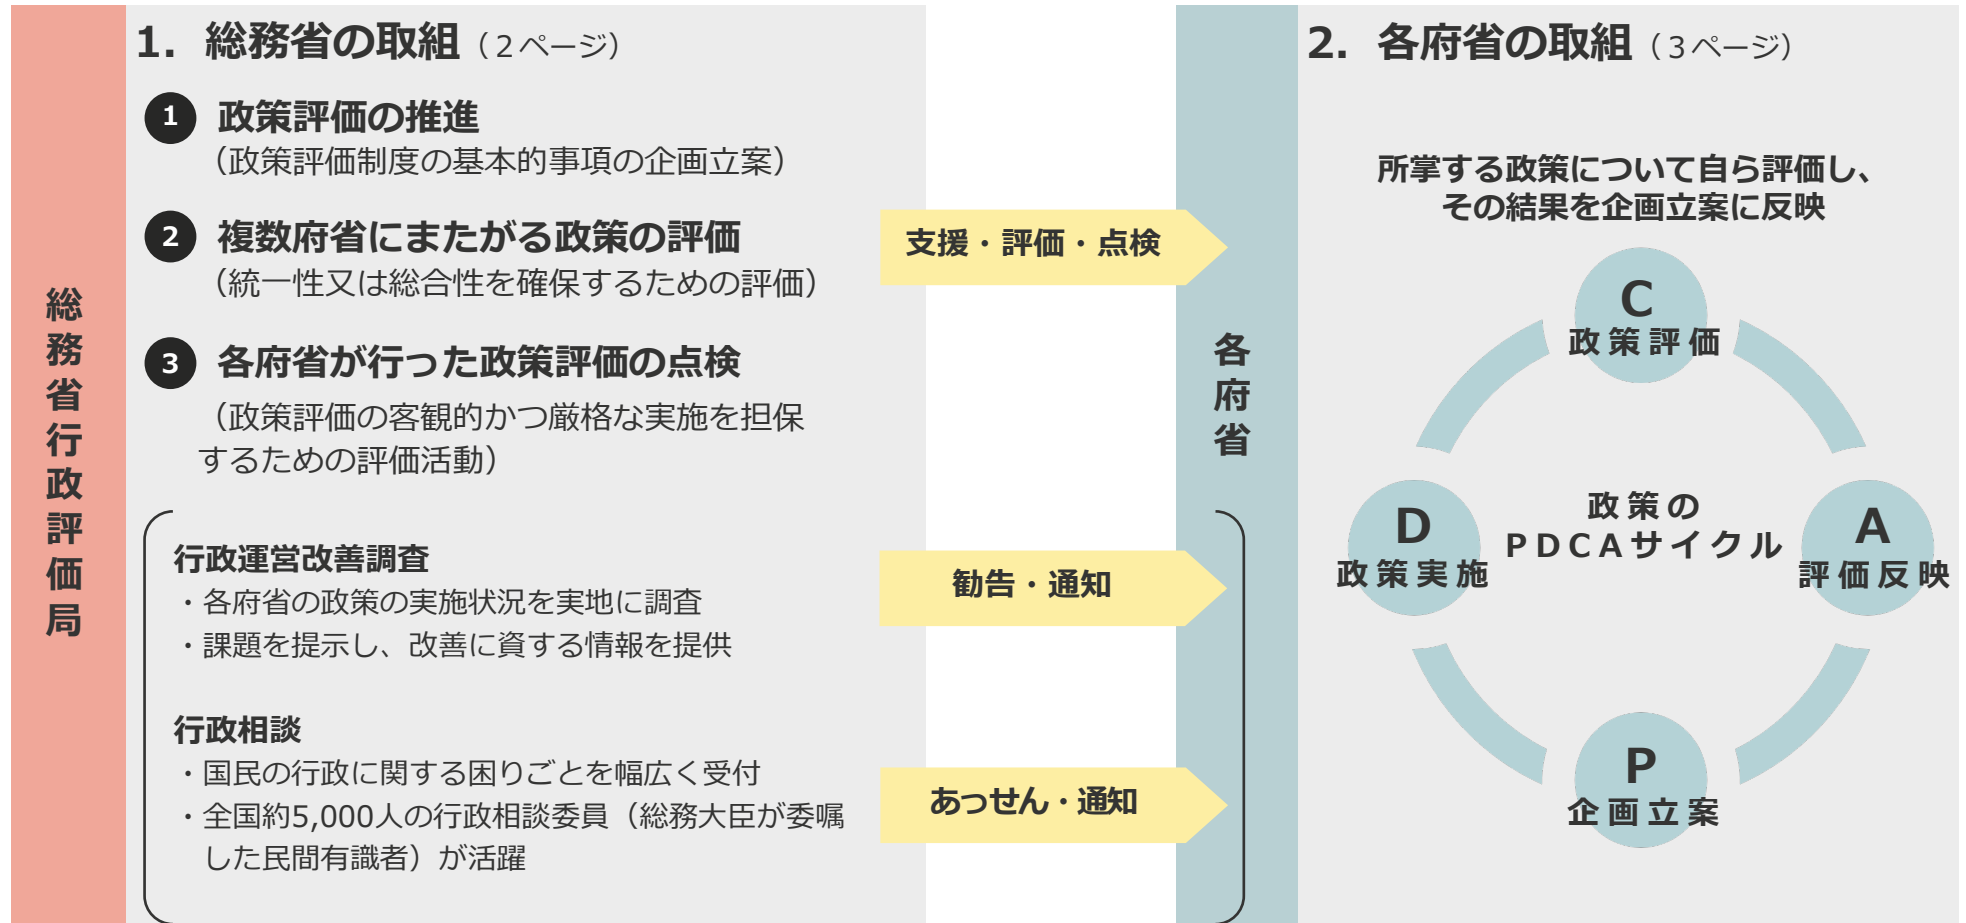 総務省行政評価局
1. 総務省の取組（２ページ）
1 政策評価の推進
（政策評価制度の基本的事項の企画立案）
2 複数府省にまたがる政策の評価
（統一性又は総合性を確保するための評価）
3 各府省が行った政策評価の点検
（政策評価の客観的かつ厳格な実施を担保
するための評価活動）
行政運営改善調査
・各府省の政策の実施状況を実地に調査
・課題を提示し、改善に資する情報を提供
行政相談
・国民の行政に関する困りごとを幅広く受付
・全国約5,000人の行政相談委員（総務大臣が委嘱
した民間有識者）が活躍
支援・評価・点検
勧告・通知
あっせん・通知
各府省
2. 各府省の取組（３ページ）
所掌する政策について自ら評価し、
その結果を企画立案に反映
C
政策評価
D
政策実施
政策の
PDCAサイクル
A
評価反映
P
企画立案